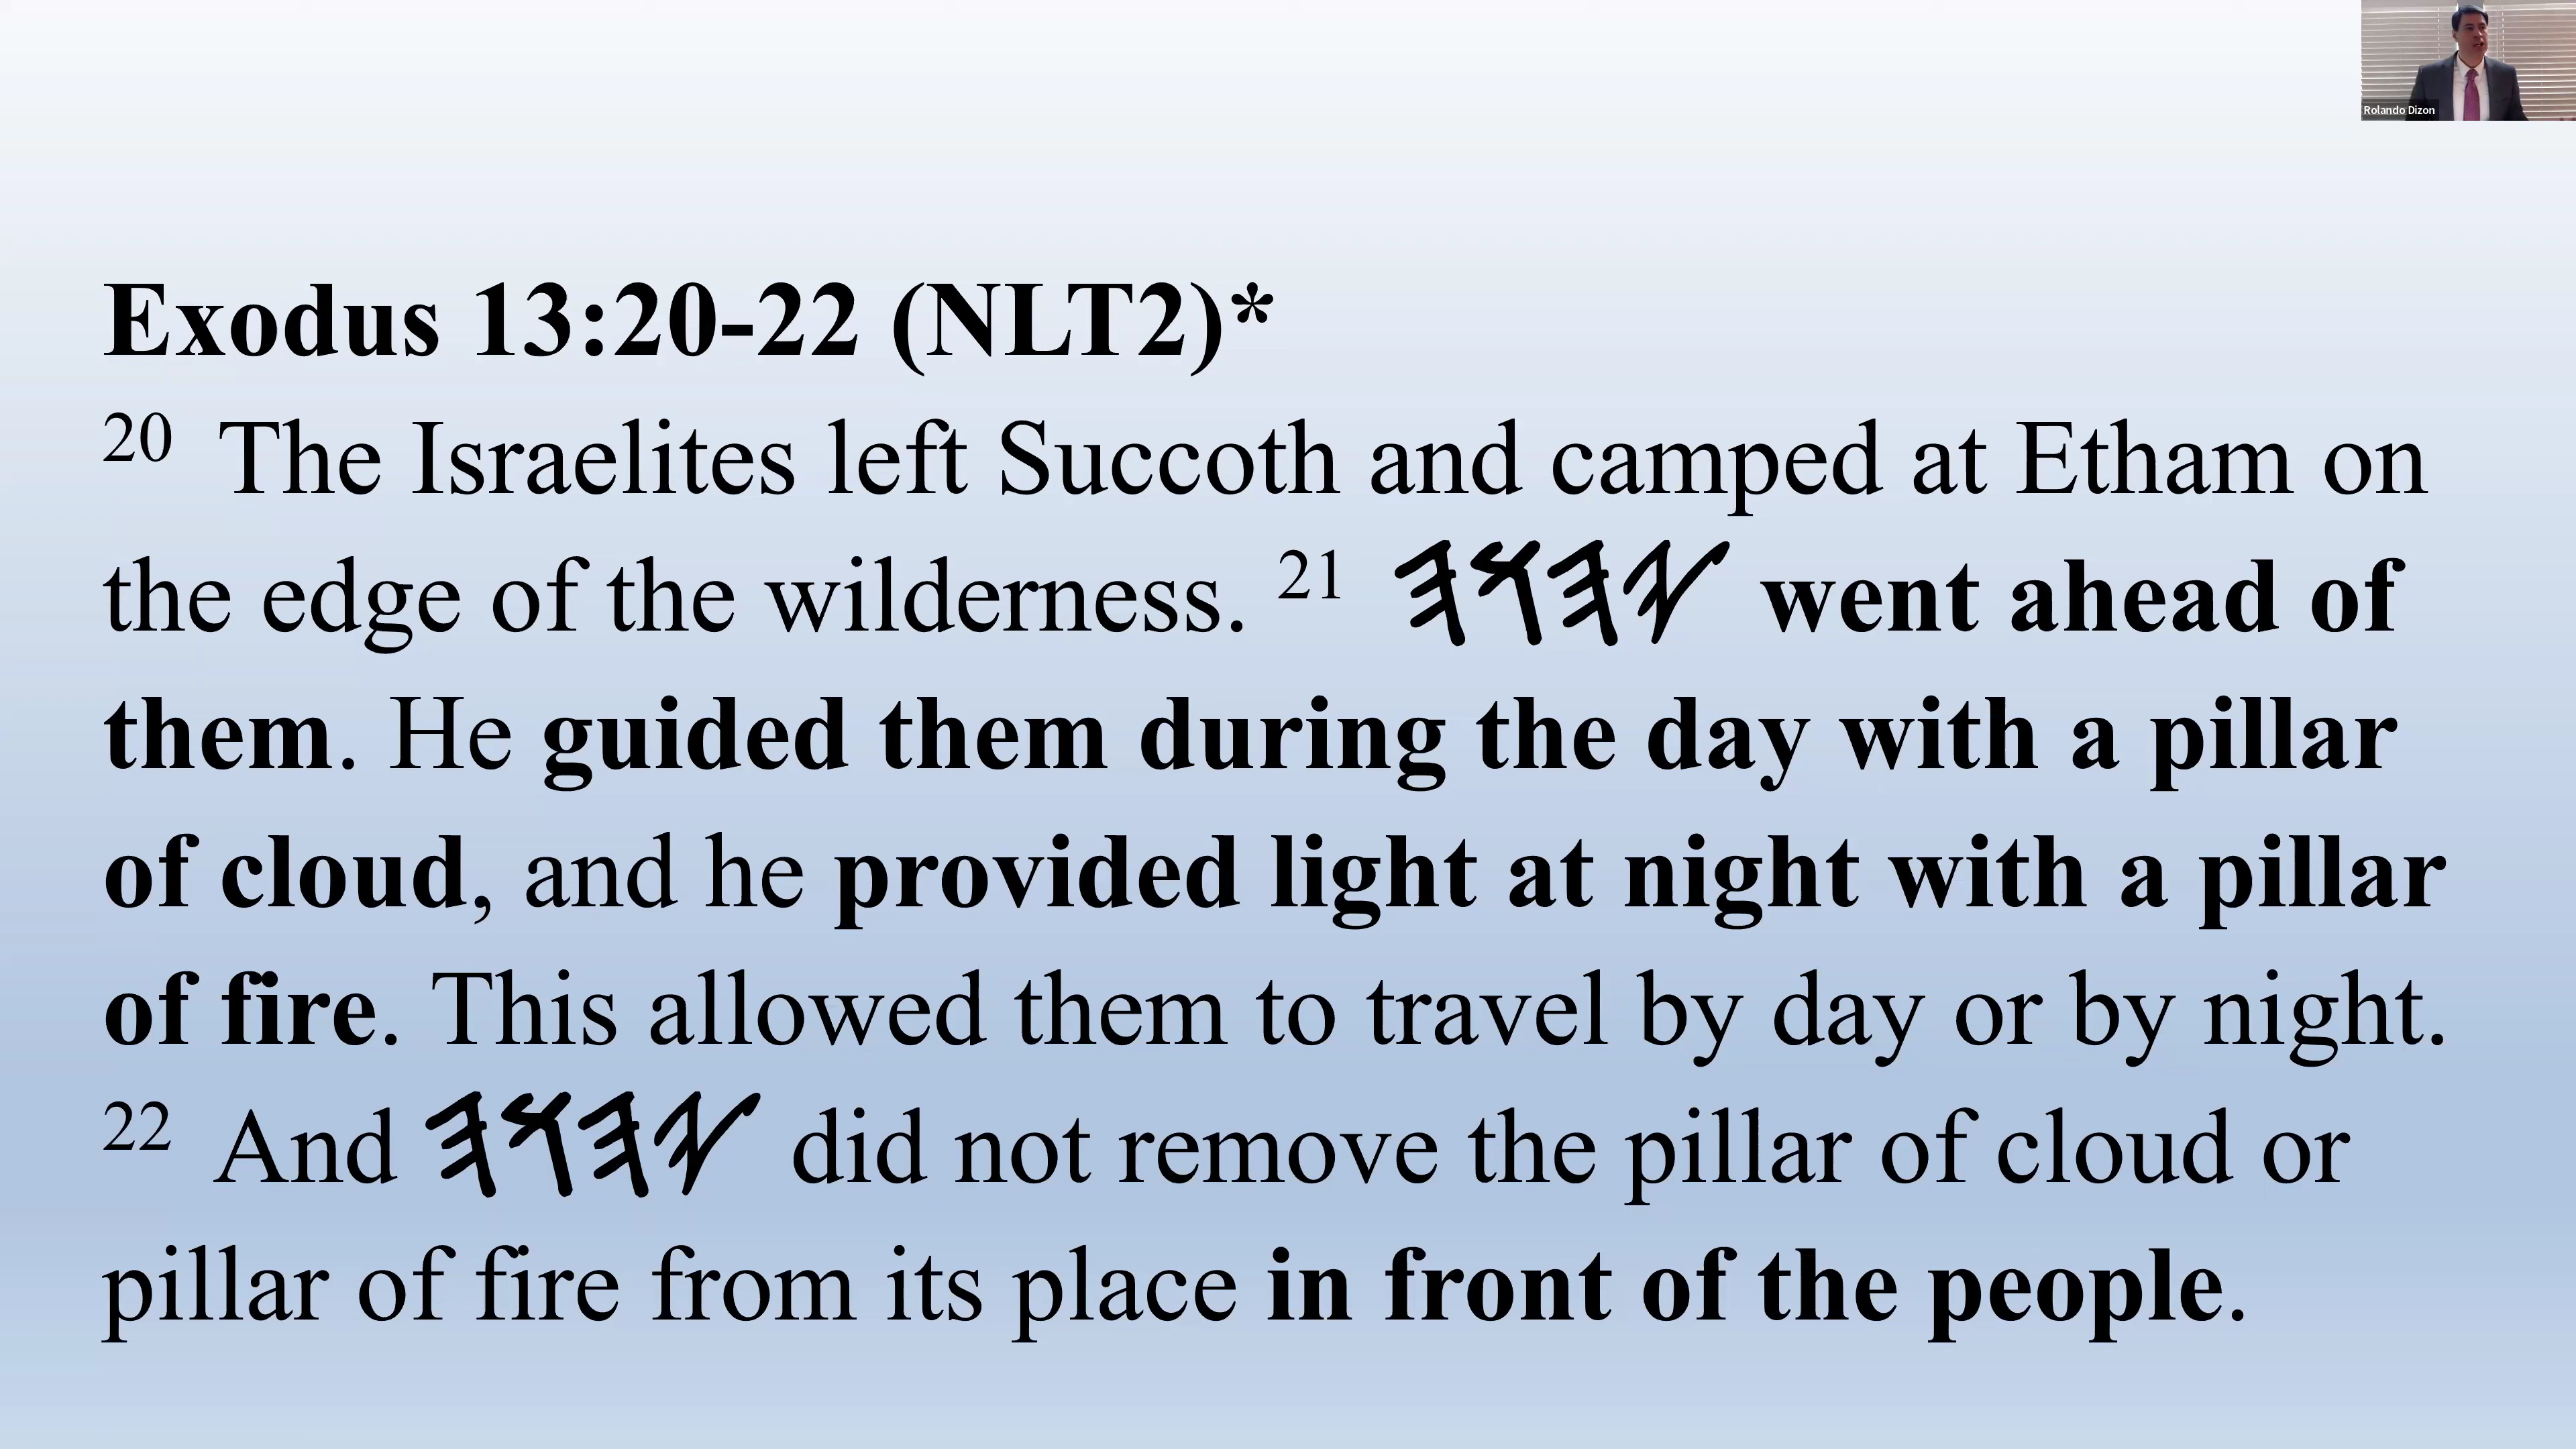 Rolando Dizon
Exodus 13:20-22 (NLT2)*
20 The Israelites left Succoth and camped at Etham on
the edge of the wilderness. 21 𐤉𐤄𐤅𐤄 went ahead of
them. He guided them during the day with a pillar
of cloud, and he provided light at night with a pillar
of fire. This allowed them to travel by day or by night.
22 And 𐤉𐤄𐤅𐤄 did not remove the pillar of cloud or
pillar of fire from its place in front of the people.